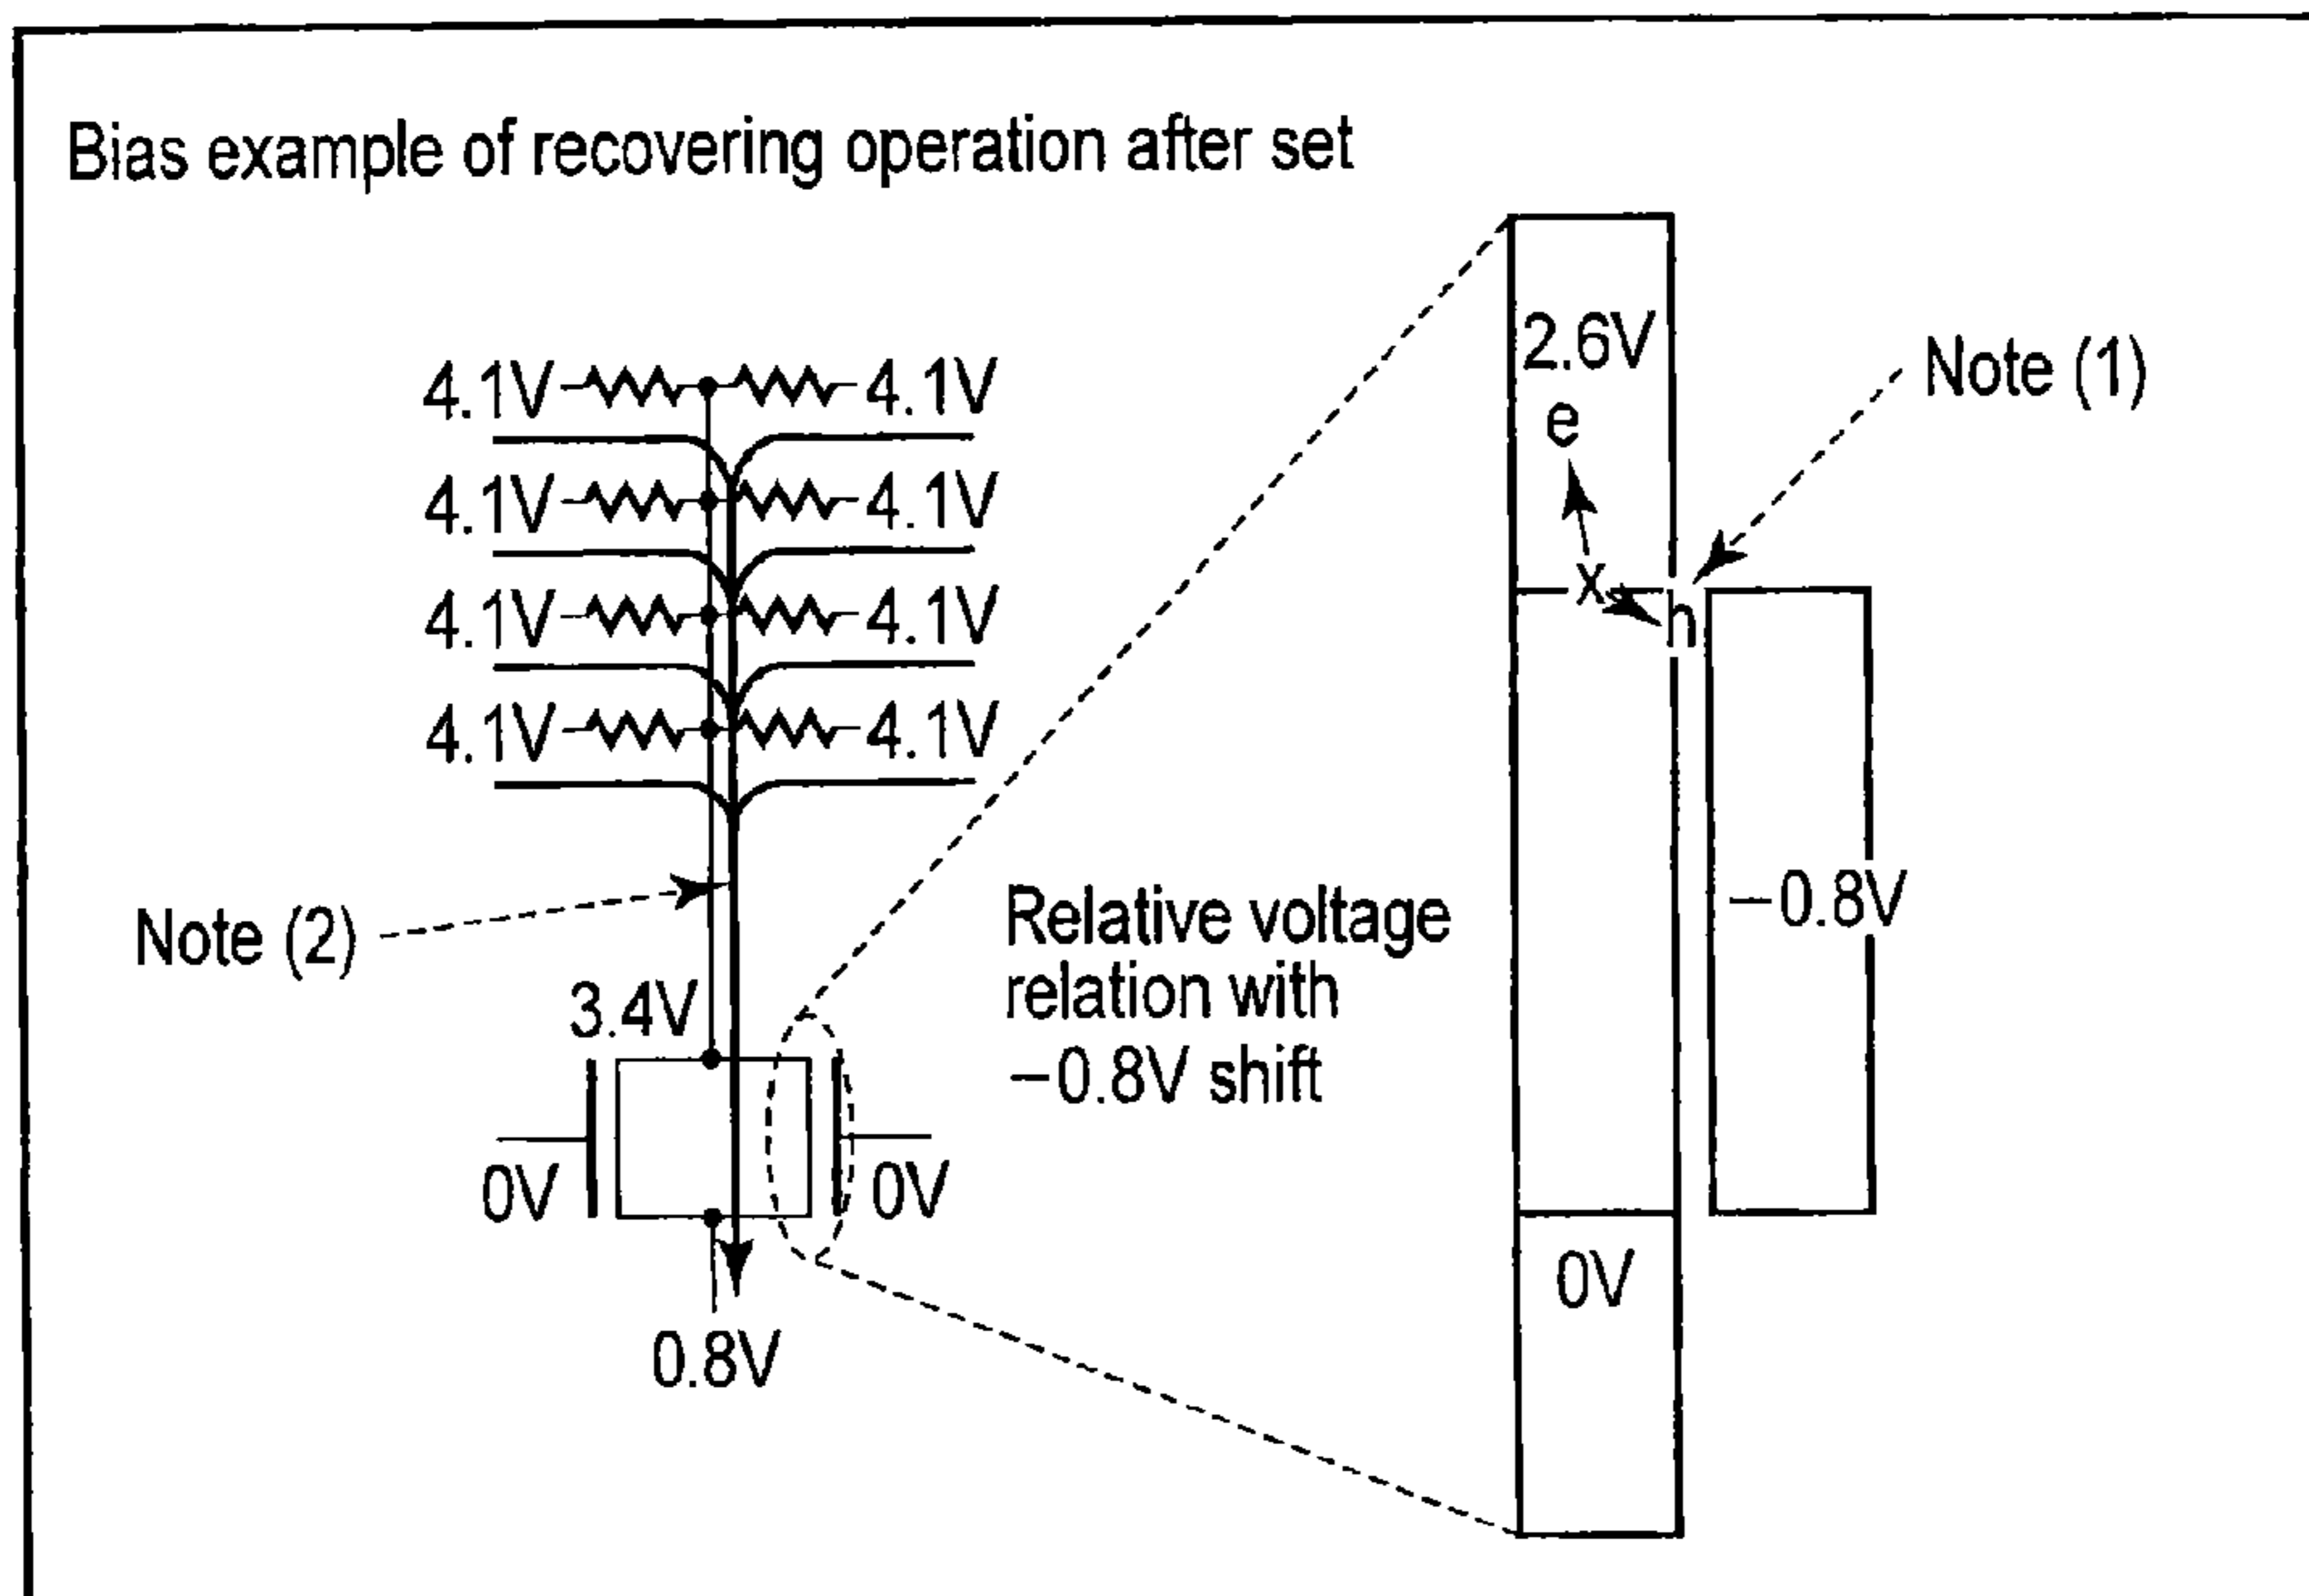 Bias example of recovering operation after set
4.1V 4.1V
4.1V 4.1V
4.1V 4.1V
4.1V 4.1V
Note (2)
3.4V
0V 0V
0.8V
Relative voltage
relation with
−0.8V shift
2.6V
e
x
h
Note (1)
−0.8V
0V